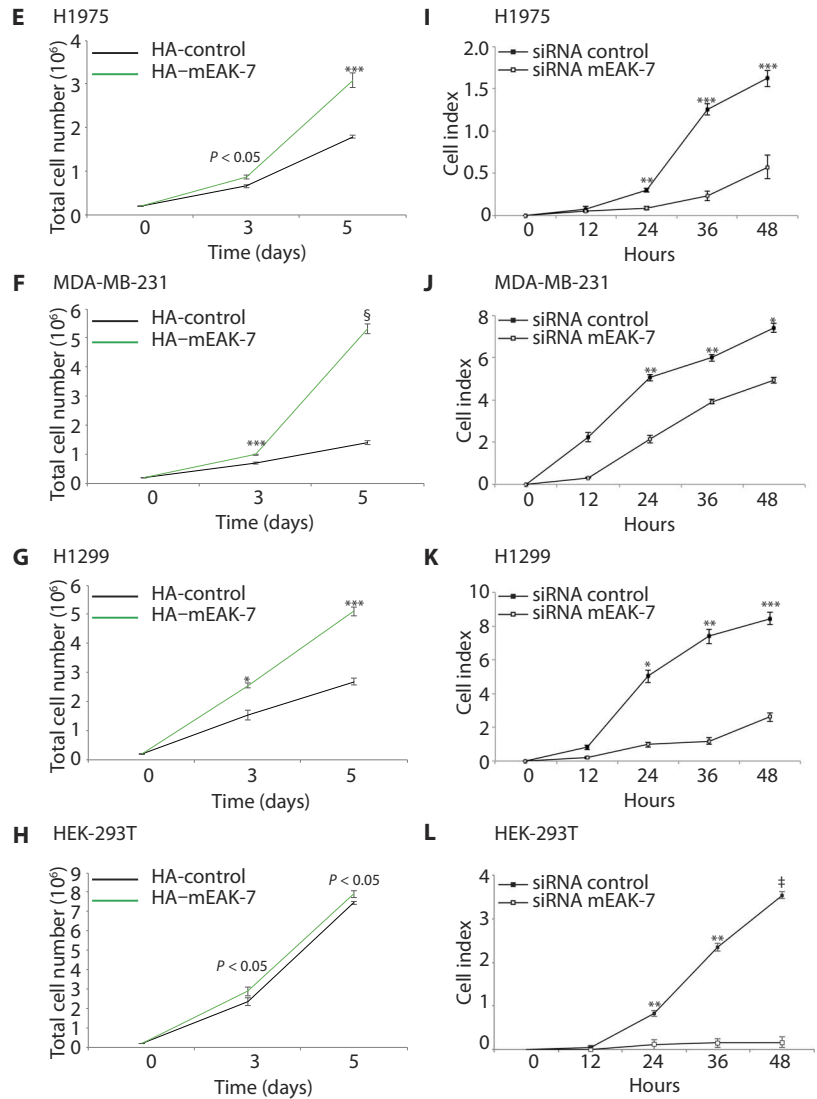 E H1975
Total cell number (10⁶)
HA-control
HA–mEAK-7
4
3
2
1
0
P < 0.05
***
0 3 5
Time (days)
I H1975
Cell index
siRNA control
siRNA mEAK-7
2.0
1.5
1.0
0.5
0
**
***
***
0 12 24 36 48
Hours
F MDA-MB-231
Total cell number (10⁶)
HA-control
HA–mEAK-7
6
5
4
3
2
1
0
***
§
0 3 5
Time (days)
J MDA-MB-231
Cell index
siRNA control
siRNA mEAK-7
8
6
4
2
0
**
**
*
0 12 24 36 48
Hours
G H1299
Total cell number (10⁶)
HA-control
HA–mEAK-7
6
5
4
3
2
1
0
*
***
0 3 5
Time (days)
K H1299
Cell index
siRNA control
siRNA mEAK-7
10
8
6
4
2
0
*
**
***
0 12 24 36 48
Hours
H HEK-293T
Total cell number (10⁶)
HA-control
HA–mEAK-7
9
8
7
6
5
4
3
2
1
0
P < 0.05
P < 0.05
0 3 5
Time (days)
L HEK-293T
Cell index
siRNA control
siRNA mEAK-7
4
3
2
1
0
**
**
‡
0 12 24 36 48
Hours